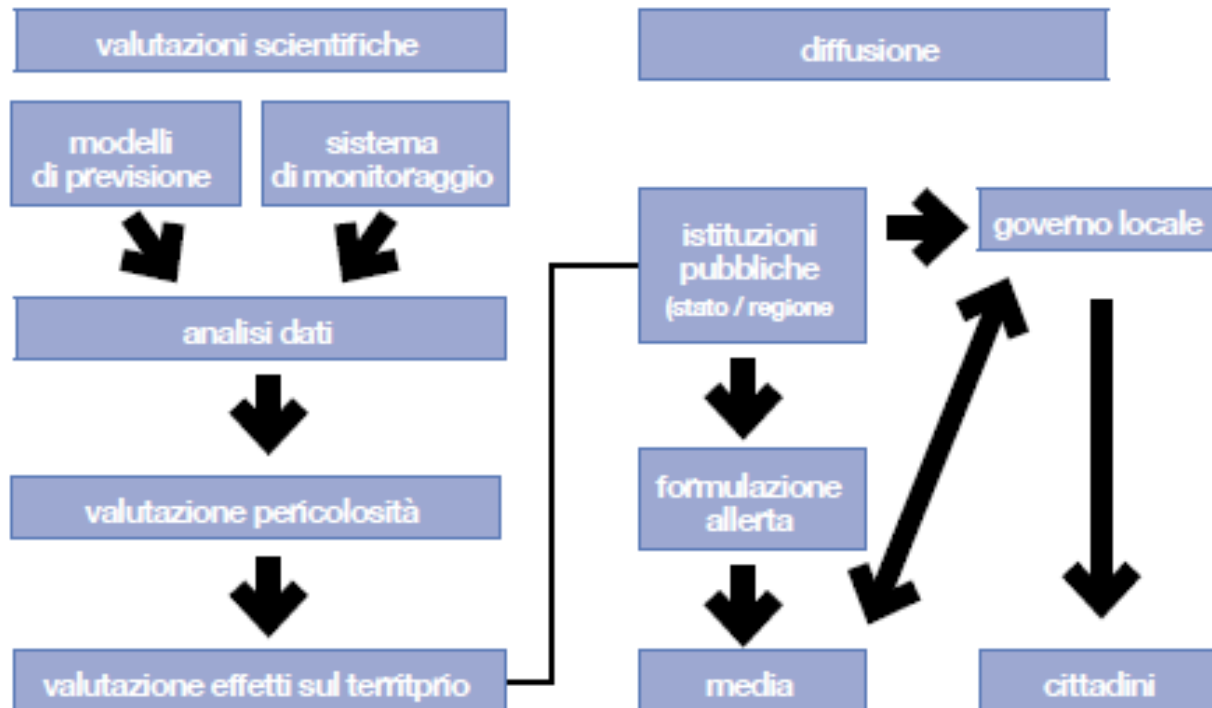 valutazioni scientifiche
modelli
di previsione
sistema
di monitoraggio
analisi dati
valutazione pericolosità
valutazione effetti sul territprio
diffusione
istituzioni
pubbliche
(stato / regione
governo locale
formulazione
allerta
media
cittadini